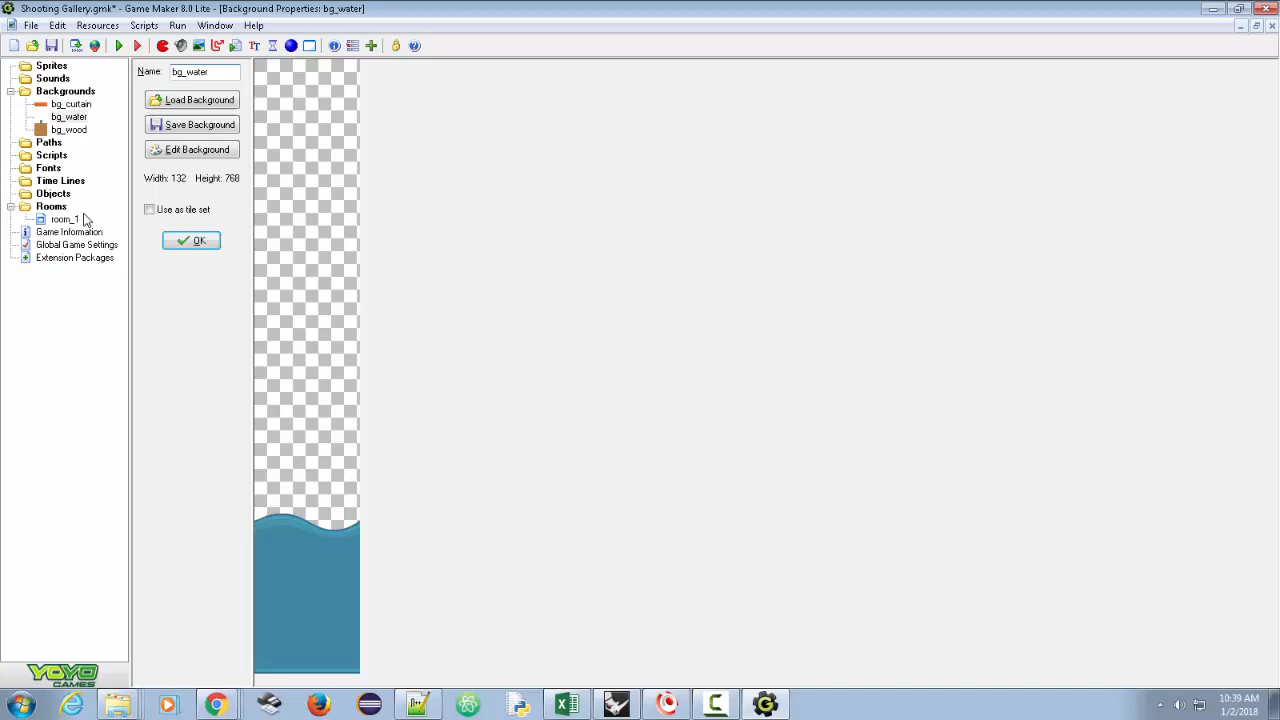 Shooting Gallery.gmk* - Game Maker 8.0 Lite - [Background Properties: bg_water]
File Edit Resources Scripts Run Window Help
Sprites
Sounds
Backgrounds
bg_curtain
bg_water
bg_wood
Paths
Scripts
Fonts
Time Lines
Objects
Rooms
room_1
Game Information
Global Game Settings
Extension Packages
Name: bg_water
Load Background
Save Background
Edit Background
Width: 132 Height: 768
Use as tile set
OK
YOYO
GAMES
10:39 AM
1/2/2018